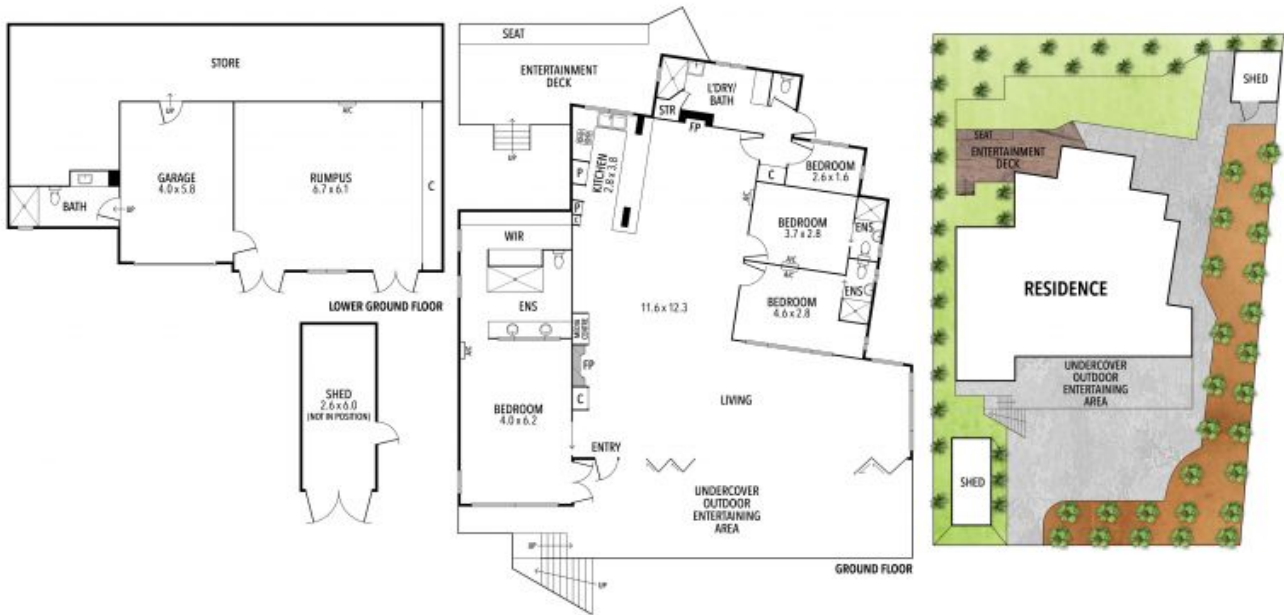 STORE
UP
A/C
GARAGE
4.0 x 5.8
RUMPUS
6.7 x 6.1
C
BATH
UP
LOWER GROUND FLOOR
SHED
2.6 x 6.0
(NOT IN POSITION)
SEAT
ENTERTAINMENT
DECK
UP
L'DRY/
BATH
STR
FP
KITCHEN
2.8 x 3.8
P
P
C
C
BEDROOM
2.6 x 1.6
A/C
BEDROOM
3.7 x 2.8
ENS
A/C
A/C
BEDROOM
4.6 x 2.8
ENS
WIR
ENS
A/C
FP
C
11.6 x 12.3
BEDROOM
4.0 x 6.2
LIVING
ENTRY
UNDERCOVER
OUTDOOR
ENTERTAINING
AREA
UP
UP
GROUND FLOOR
SHED
SEAT
ENTERTAINMENT
DECK
RESIDENCE
UNDERCOVER
OUTDOOR
ENTERTAINING
AREA
SHED